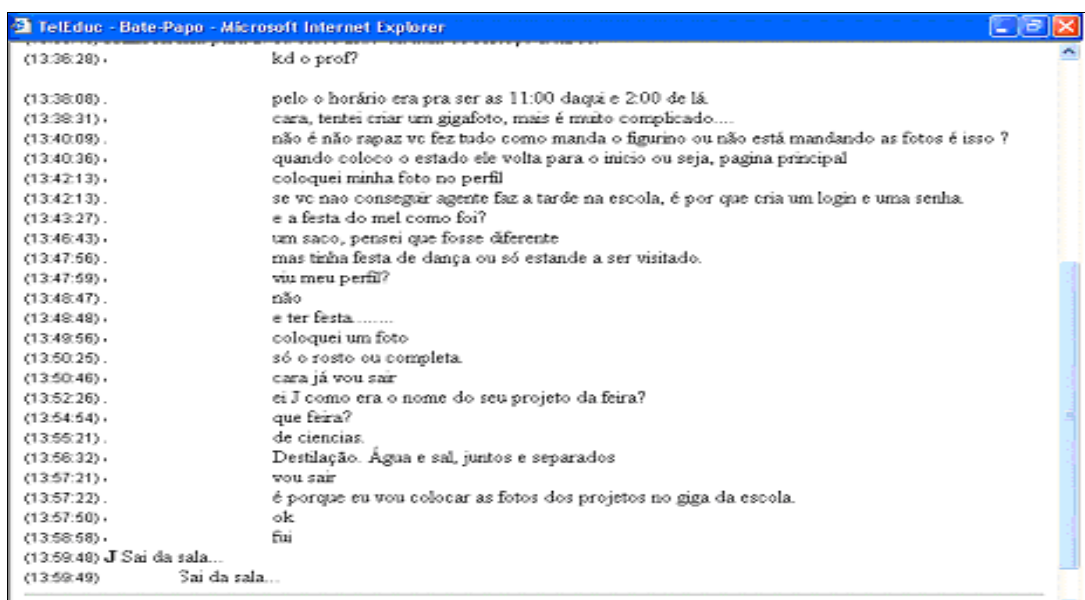 TelEduc - Bate-Papo - Microsoft Internet Explorer
(13:36:28). kd o prof?
(13:38:08). pelo o horário era pra ser as 11:00 daqui e 2:00 de lá.
(13:38:31). cara, tentei criar um gigafoto, mais é muito complicado....
(13:40:09). não é não rapaz vc fez tudo como manda o figurino ou não está mandando as fotos é isso ?
(13:40:36). quando coloco o estado ele volta para o inicio ou seja, pagina principal
(13:42:13). coloquei minha foto no perfil
(13:42:13). se vc nao conseguir agente faz a tarde na escola, é por que cria um login e uma senha.
(13:43:27). e a festa do mel como foi?
(13:46:43). um saco, pensei que fosse diferente
(13:47:56). mas tinha festa de dança ou só estande a ser visitado.
(13:47:59). viu meu perfil?
(13:48:47). não
(13:48:48). e ter festa.........
(13:49:56). coloquei um foto
(13:50:25). só o rosto ou completa.
(13:50:46). cara já vou sair
(13:52:26). ei J como era o nome do seu projeto da feira?
(13:54:54). que feira?
(13:55:21). de ciencias.
(13:56:32). Destilação. Água e sal, juntos e separados
(13:57:21). vou sair
(13:57:22). é porque eu vou colocar as fotos dos projetos no giga da escola.
(13:57:50). ok
(13:58:58). fui
(13:59:48) J Sai da sala...
(13:59:49) Sai da sala...